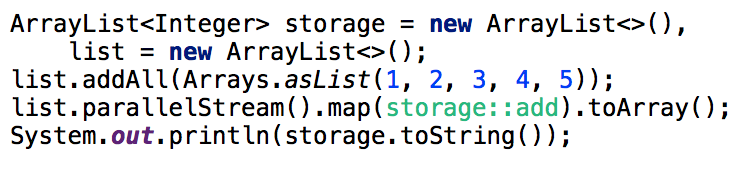 ArrayList<Integer> storage = new ArrayList<>(),
    list = new ArrayList<>();
list.addAll(Arrays.asList(1, 2, 3, 4, 5));
list.parallelStream().map(storage::add).toArray();
System.out.println(storage.toString());